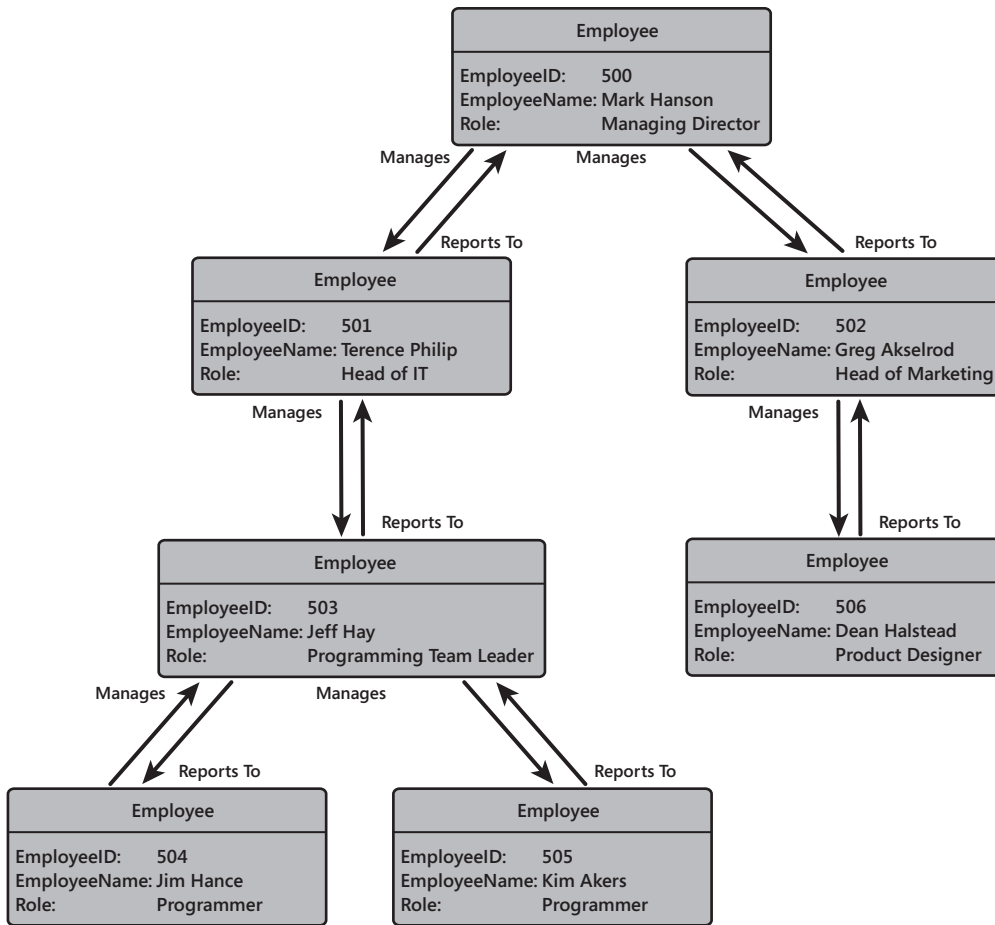 Employee
EmployeeID: 500
EmployeeName: Mark Hanson
Role: Managing Director
Manages
Manages
Reports To
Reports To
Employee
EmployeeID: 501
EmployeeName: Terence Philip
Role: Head of IT
Employee
EmployeeID: 502
EmployeeName: Greg Akselrod
Role: Head of Marketing
Manages
Manages
Reports To
Reports To
Employee
EmployeeID: 503
EmployeeName: Jeff Hay
Role: Programming Team Leader
Employee
EmployeeID: 506
EmployeeName: Dean Halstead
Role: Product Designer
Manages
Manages
Reports To
Reports To
Employee
EmployeeID: 504
EmployeeName: Jim Hance
Role: Programmer
Employee
EmployeeID: 505
EmployeeName: Kim Akers
Role: Programmer